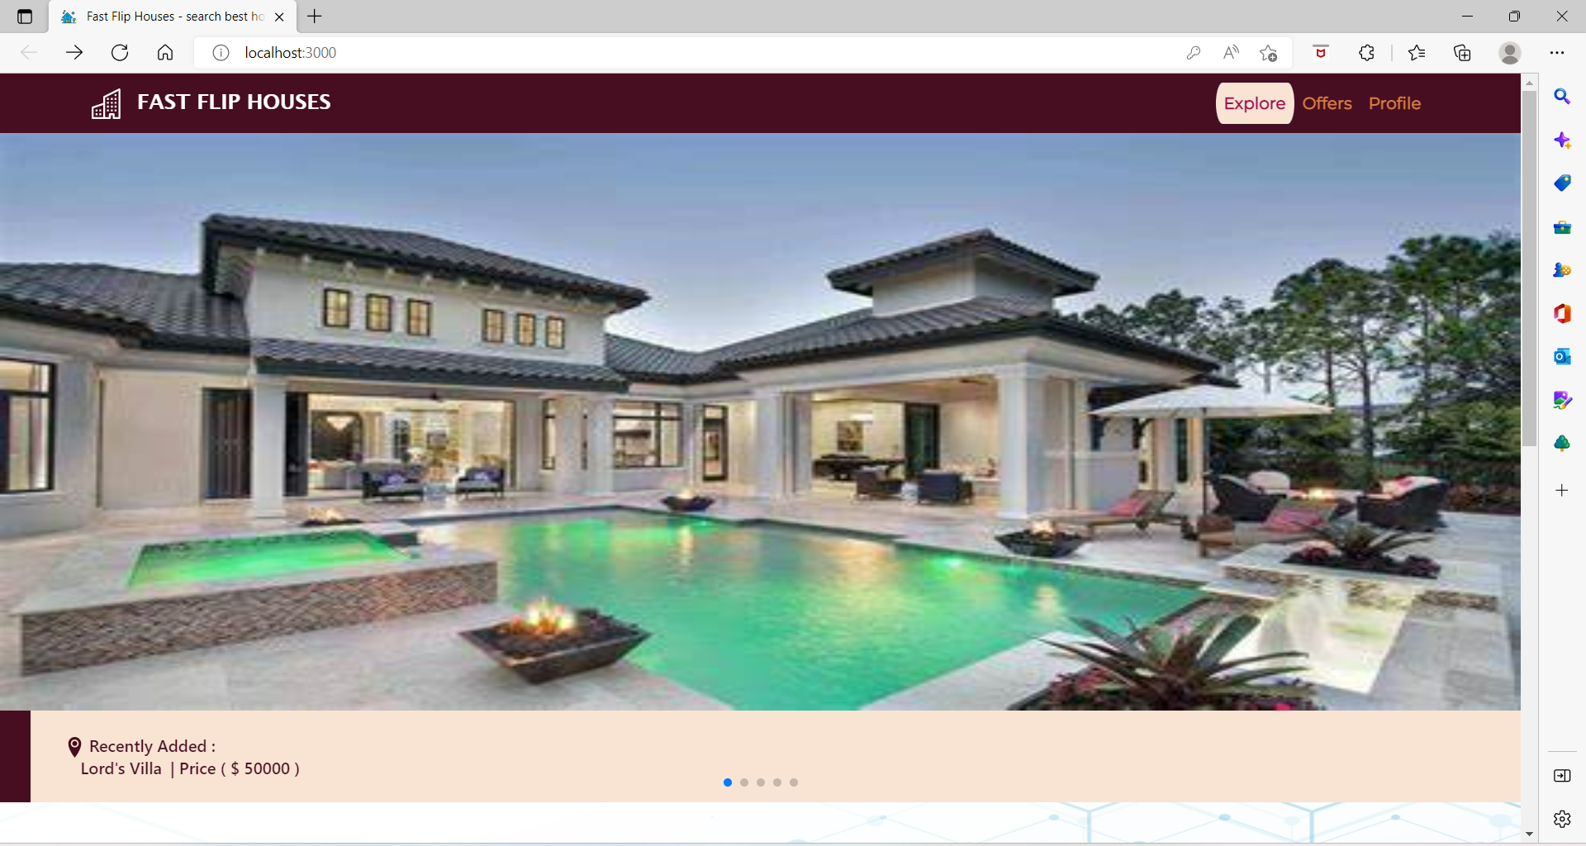 Fast Flip Houses - search best ho
localhost:3000
FAST FLIP HOUSES
Explore
Offers
Profile
Recently Added :
Lord's Villa | Price ( $ 50000 )